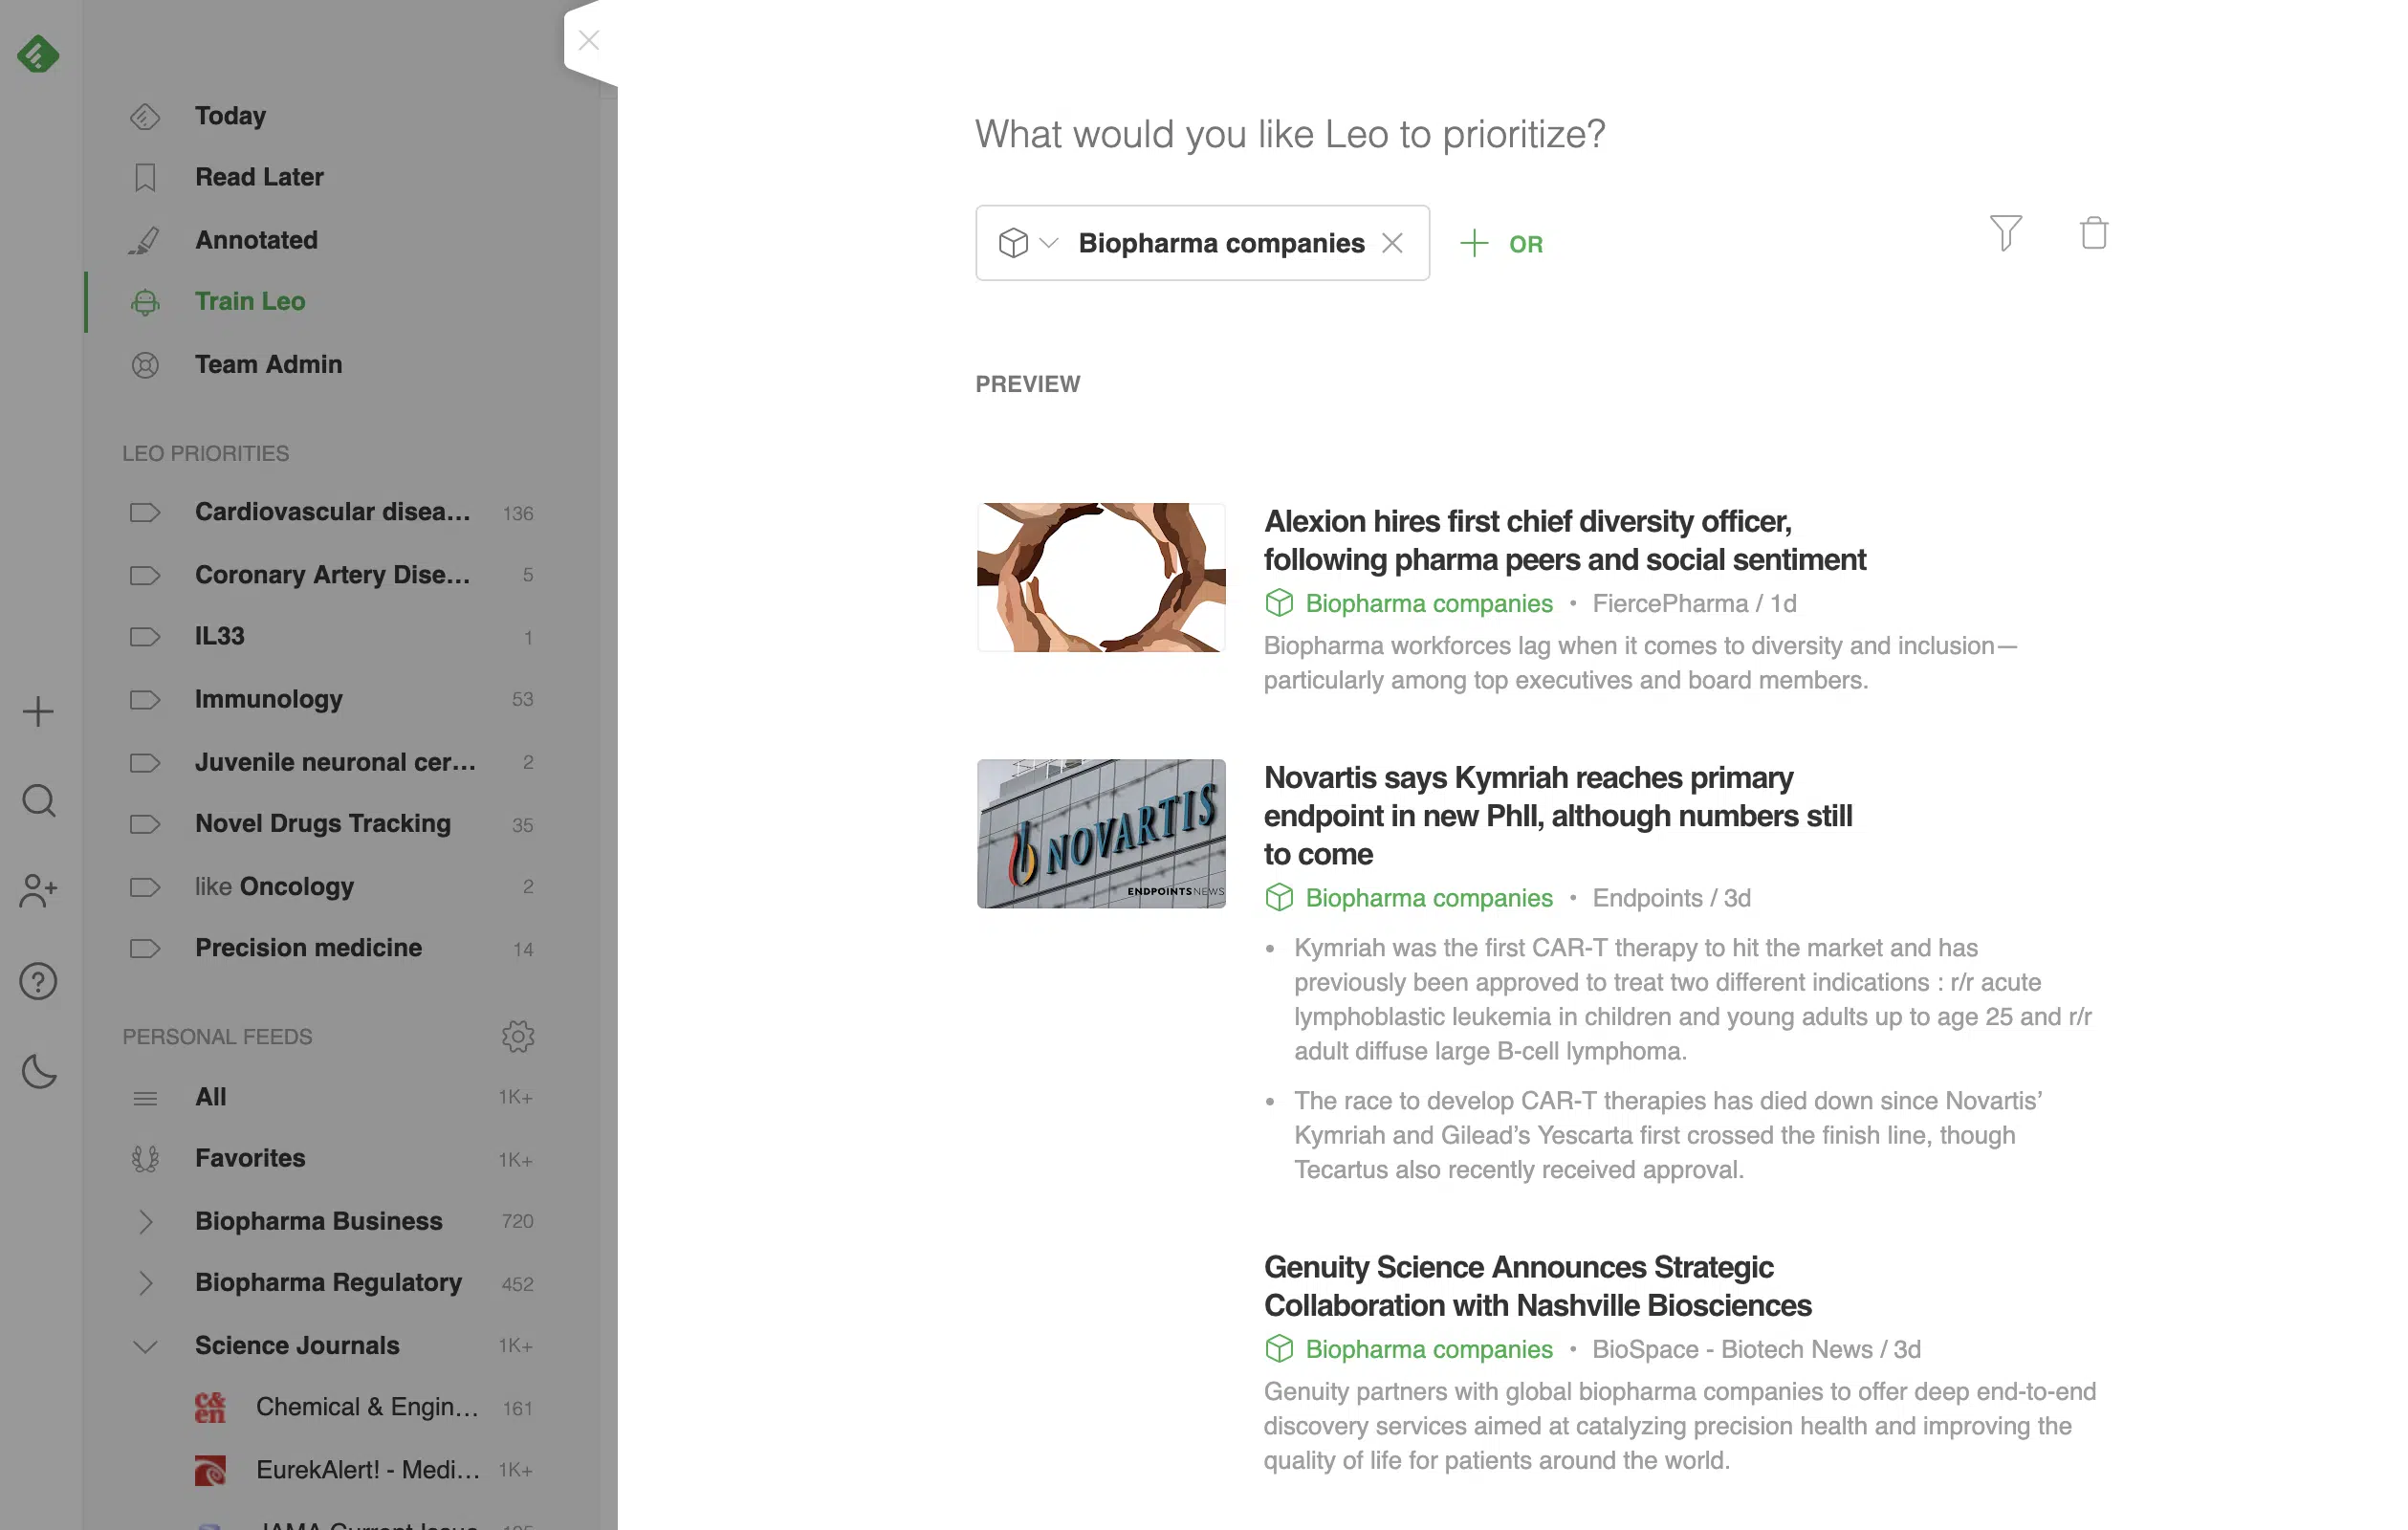 Today
Read Later
Annotated
Train Leo
Team Admin
LEO PRIORITIES
Cardiovascular disea... 136
Coronary Artery Dise... 5
IL33 1
Immunology 53
Juvenile neuronal cer... 2
Novel Drugs Tracking 35
like Oncology 2
Precision medicine 14
PERSONAL FEEDS
All 1K+
Favorites 1K+
Biopharma Business 720
Biopharma Regulatory 452
Science Journals 1K+
c&en
Chemical & Engin... 161
EurekAlert! - Medi... 1K+
What would you like Leo to prioritize?
Biopharma companies
OR
PREVIEW
Alexion hires first chief diversity officer,
following pharma peers and social sentiment
Biopharma companies • FiercePharma / 1d
Biopharma workforces lag when it comes to diversity and inclusion—
particularly among top executives and board members.
NOVARTIS
ENDPOINTSNEWS
Novartis says Kymriah reaches primary
endpoint in new PhII, although numbers still
to come
Biopharma companies • Endpoints / 3d
• Kymriah was the first CAR-T therapy to hit the market and has
previously been approved to treat two different indications : r/r acute
lymphoblastic leukemia in children and young adults up to age 25 and r/r
adult diffuse large B-cell lymphoma.
• The race to develop CAR-T therapies has died down since Novartis’
Kymriah and Gilead’s Yescarta first crossed the finish line, though
Tecartus also recently received approval.
Genuity Science Announces Strategic
Collaboration with Nashville Biosciences
Biopharma companies • BioSpace - Biotech News / 3d
Genuity partners with global biopharma companies to offer deep end-to-end
discovery services aimed at catalyzing precision health and improving the
quality of life for patients around the world.